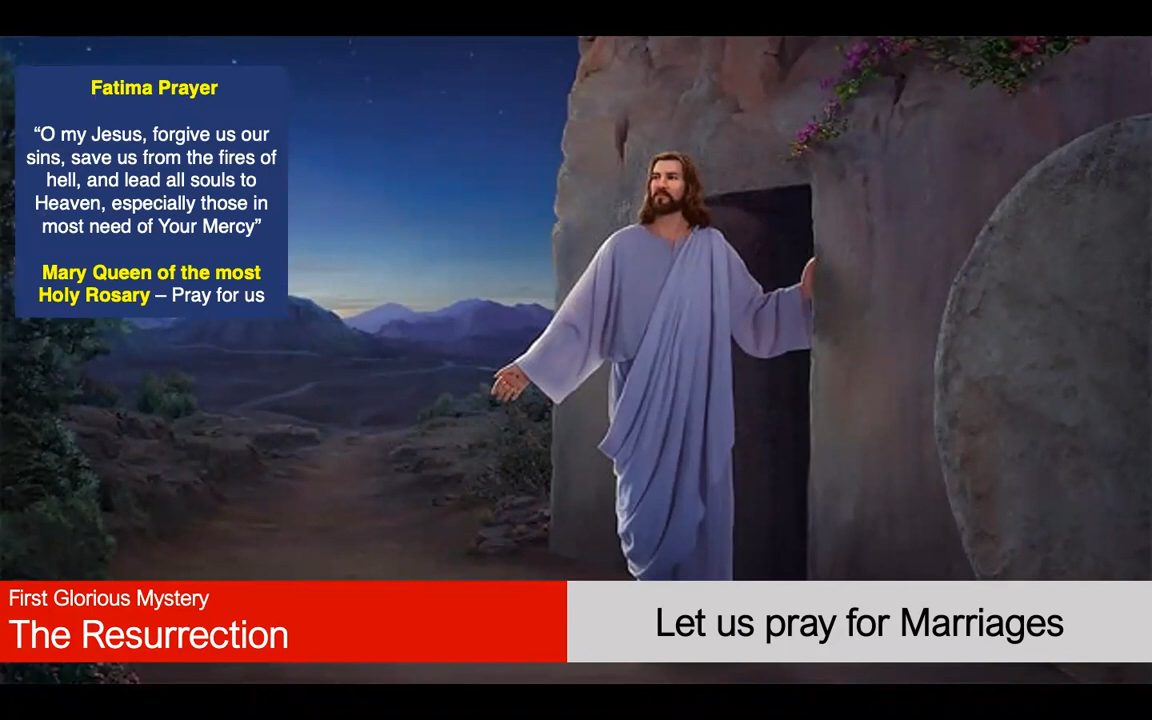 Fatima Prayer
“O my Jesus, forgive us our
sins, save us from the fires of
hell, and lead all souls to
Heaven, especially those in
most need of Your Mercy”
Mary Queen of the most
Holy Rosary – Pray for us
First Glorious Mystery
The Resurrection
Let us pray for Marriages